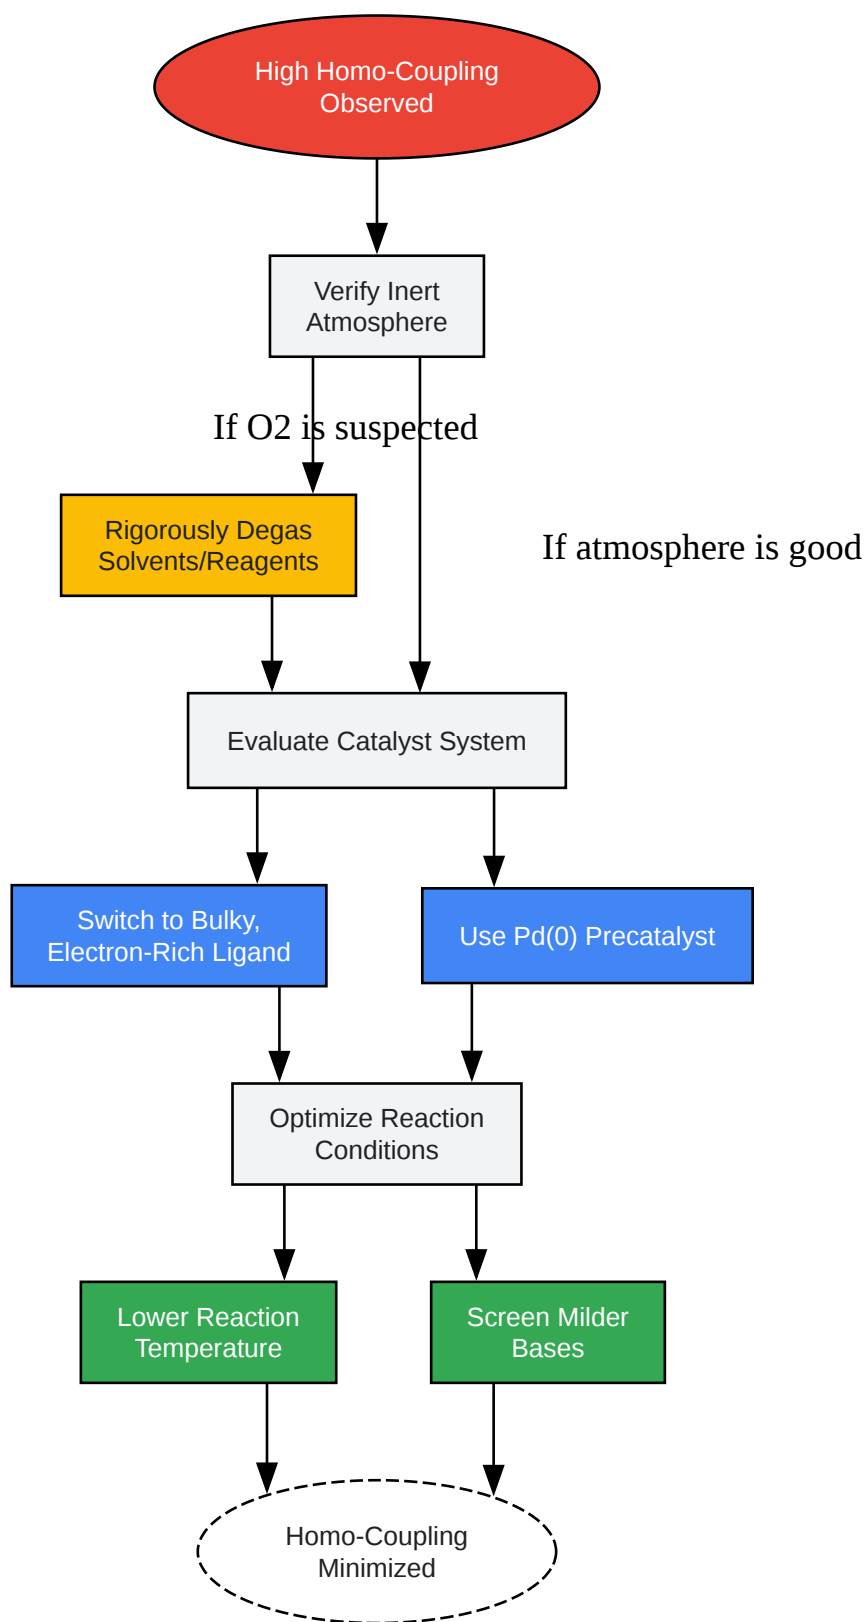 High Homo-Coupling
Observed
Verify Inert
Atmosphere
If O2 is suspected
Rigorously Degas
Solvents/Reagents
If atmosphere is good
Evaluate Catalyst System
Switch to Bulky,
Electron-Rich Ligand
Use Pd(0) Precatalyst
Optimize Reaction
Conditions
Lower Reaction
Temperature
Screen Milder
Bases
Homo-Coupling
Minimized